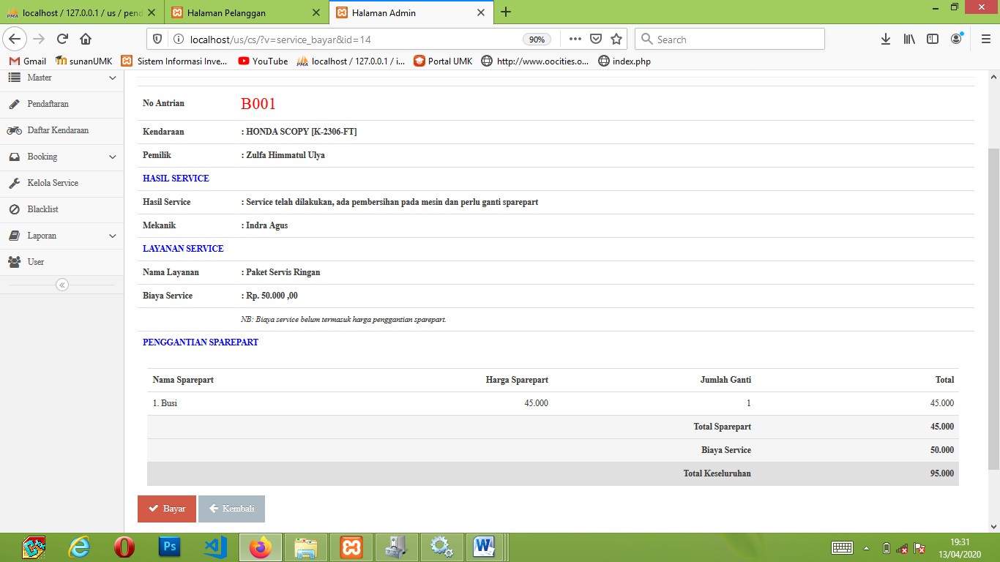 localhost / 127.0.0.1 / us / pend
Halaman Pelanggan
Halaman Admin
localhost/us/cs/?v=service_bayar&id=14
90%
Search
Gmail
sunanUMK
Sistem Informasi Inve...
YouTube
localhost / 127.0.0.1 / i...
Portal UMK
http://www.oocities.o...
index.php
Master
Pendaftaran
Daftar Kendaraan
Booking
Kelola Service
Blacklist
Laporan
User
No Antrian B001
Kendaraan : HONDA SCOPY [K-2306-FT]
Pemilik : Zulfa Himmatul Ulya
HASIL SERVICE
Hasil Service : Service telah dilakukan, ada pembersihan pada mesin dan perlu ganti sparepart
Mekanik : Indra Agus
LAYANAN SERVICE
Nama Layanan : Paket Servis Ringan
Biaya Service : Rp. 50.000 ,00
NB: Biaya service belum termasuk harga penggantian sparepart.
PENGGANTIAN SPAREPART
Nama Sparepart Harga Sparepart Jumlah Ganti Total
1. Busi 45.000 1 45.000
Total Sparepart 45.000
Biaya Service 50.000
Total Keseluruhan 95.000
Bayar
Kembali
Ps
19:31
13/04/2020